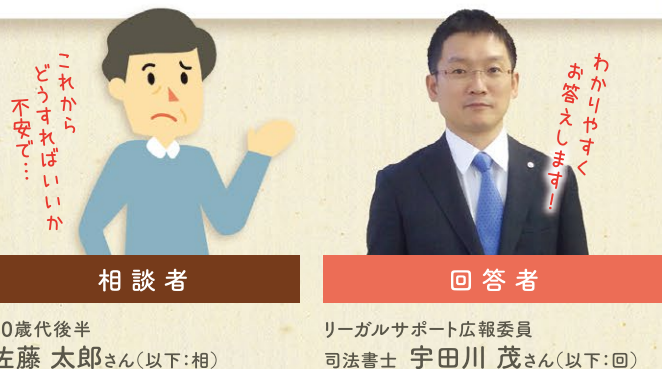 これから
どうすればいいか
不安で…
わかりやすく
お答えします!
相談者
回答者
0歳代後半
佐藤 太郎さん(以下:相)
リーガルサポート広報委員
司法書士 宇田川 茂さん(以下:回)